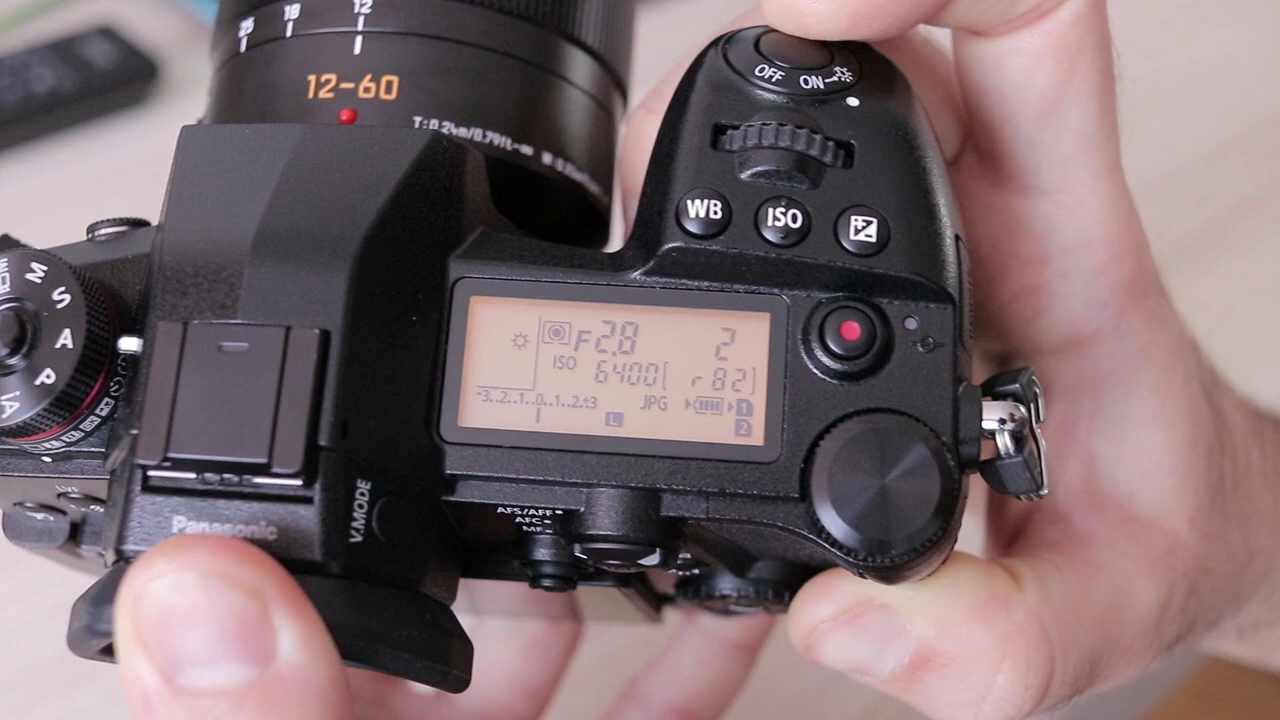 25 18 12
12-60
T:0.24m/0.79ft-∞
OFF ON
WB ISO
M
S
A
P
iA
F2.8 2
ISO 6400[ r82]
-3..2..1..0..1..2.+3 JPG 1
L 2
V.MODE
AFS/AFF
AFC
MF
Panasonic